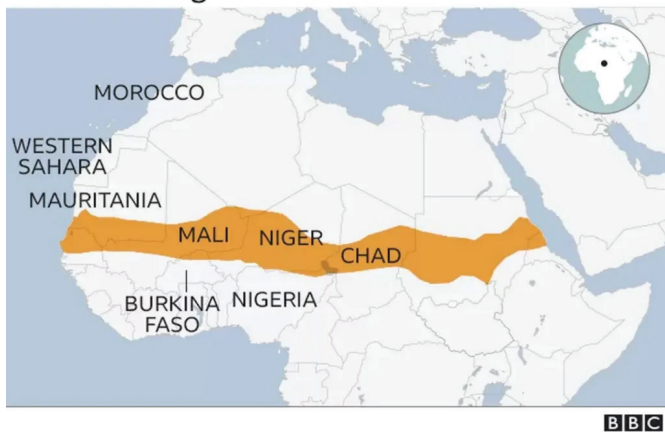 MOROCCO
WESTERN
SAHARA
MAURITANIA
MALI
NIGER
CHAD
BURKINA
FASO
NIGERIA
BBC